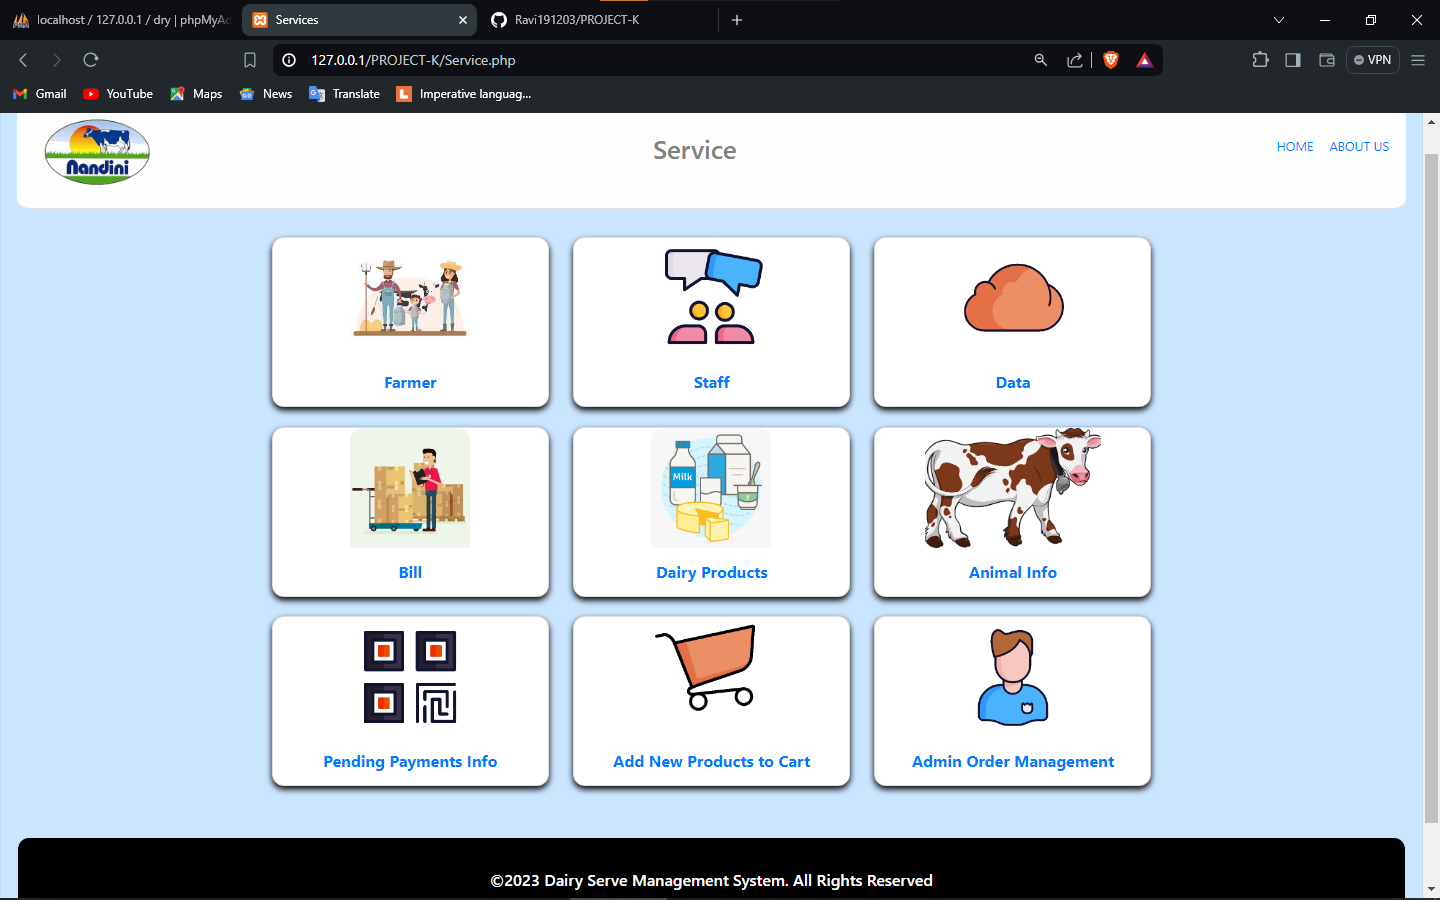 localhost / 127.0.0.1 / dry | phpMyAd
Services
Ravi191203/PROJECT-K
127.0.0.1/PROJECT-K/Service.php
VPN
Gmail
YouTube
Maps
News
Translate
Imperative languag...
Nandini
Service
HOME
ABOUT US
Farmer
Staff
Data
Milk
Y
Bill
Dairy Products
Animal Info
Pending Payments Info
Add New Products to Cart
Admin Order Management
©2023 Dairy Serve Management System. All Rights Reserved